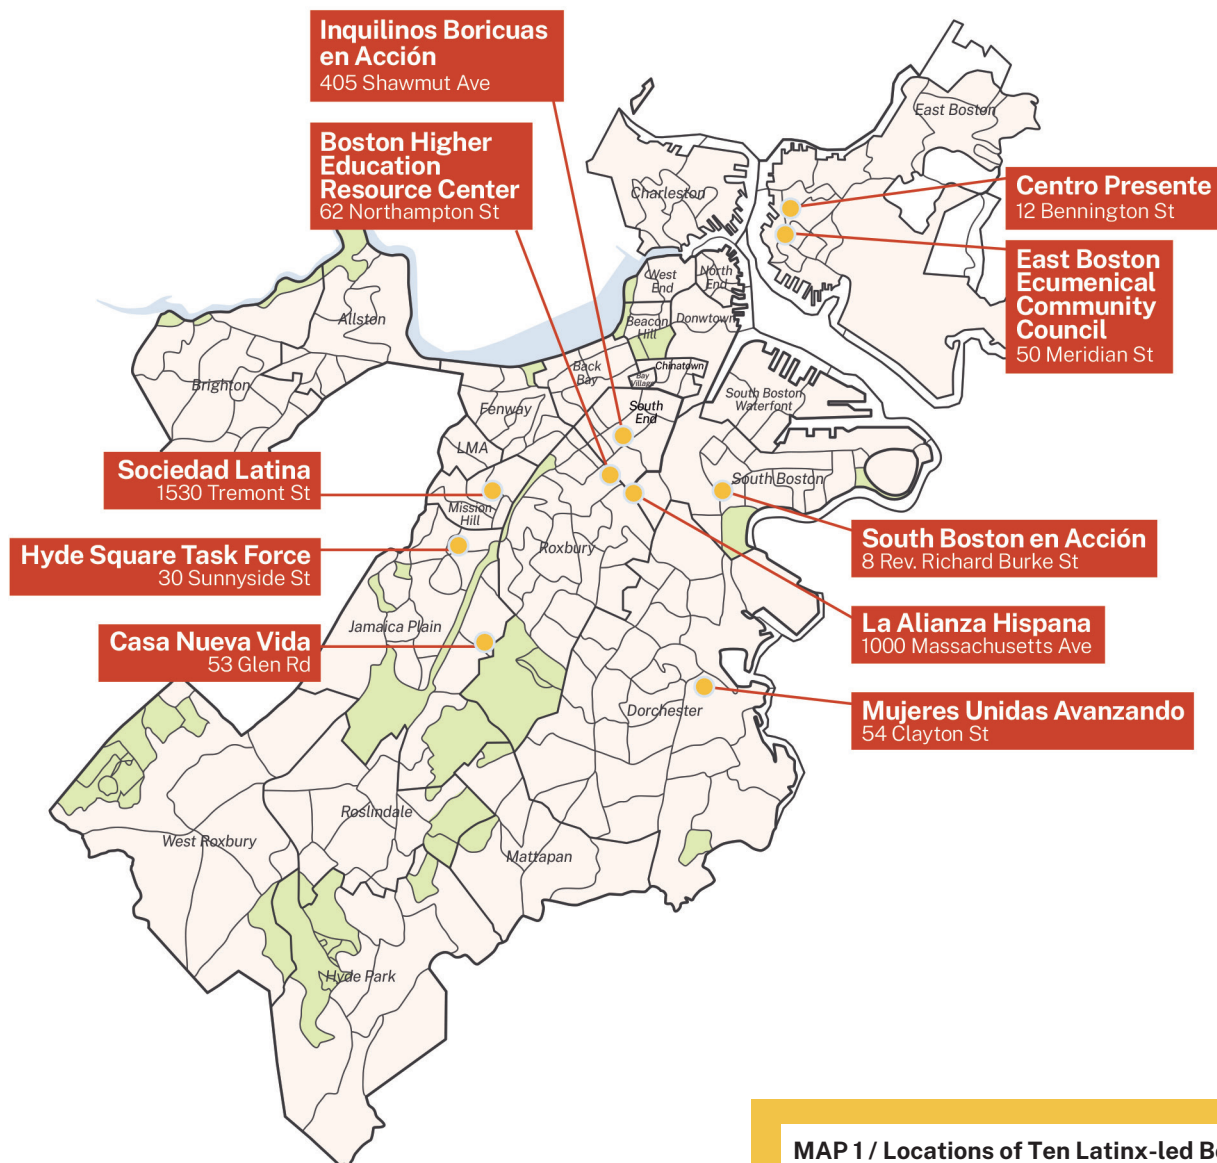 Inquilinos Boricuas
en Acción
405 Shawmut Ave
Boston Higher
Education
Resource Center
62 Northampton St
East Boston
Charleston
Centro Presente
12 Bennington St
East Boston
Ecumenical
Community
Council
50 Meridian St
West
End
North
End
Allston
Beacon
Hill
Donwtown
Brighton
Back
Bay
Chinatown
Bay
Village
South Boston
Waterfont
Fenway
South
End
LMA
Sociedad Latina
1530 Tremont St
South Boston
Mission
Hill
Hyde Square Task Force
30 Sunnyside St
Roxbury
South Boston en Acción
8 Rev. Richard Burke St
Jamaica Plain
Casa Nueva Vida
53 Glen Rd
La Alianza Hispana
1000 Massachusetts Ave
Dorchester
Mujeres Unidas Avanzando
54 Clayton St
Roslindale
West Roxbury
Mattapan
Hyde Park
MAP 1 / Locations of Ten Latinx-led Bo